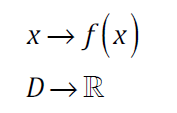 x → f(x)
D → ℝ